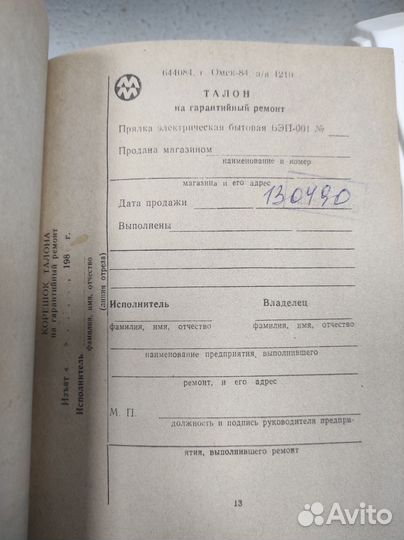 644084, г. Омск-84, а/я 1210
ТАЛОН
на гарантийный ремонт
Прялка электрическая бытовая БЭП-001 №
Продана магазином
наименование и номер
магазина и его адрес
Дата продажи 130490
Выполнены
Исполнитель Владелец
фамилия, имя, отчество фамилия, имя, отчество
наименование предприятия, выполнившего
ремонт, и его адрес
М. П.
должность и подпись руководителя предпри-
ятия, выполнившего ремонт
13
КОРЕШОК ТАЛОНА
на гарантийный ремонт
Изъят « » 198 г.
Исполнитель
фамилия, имя, отчество
(линия отреза)
Avito